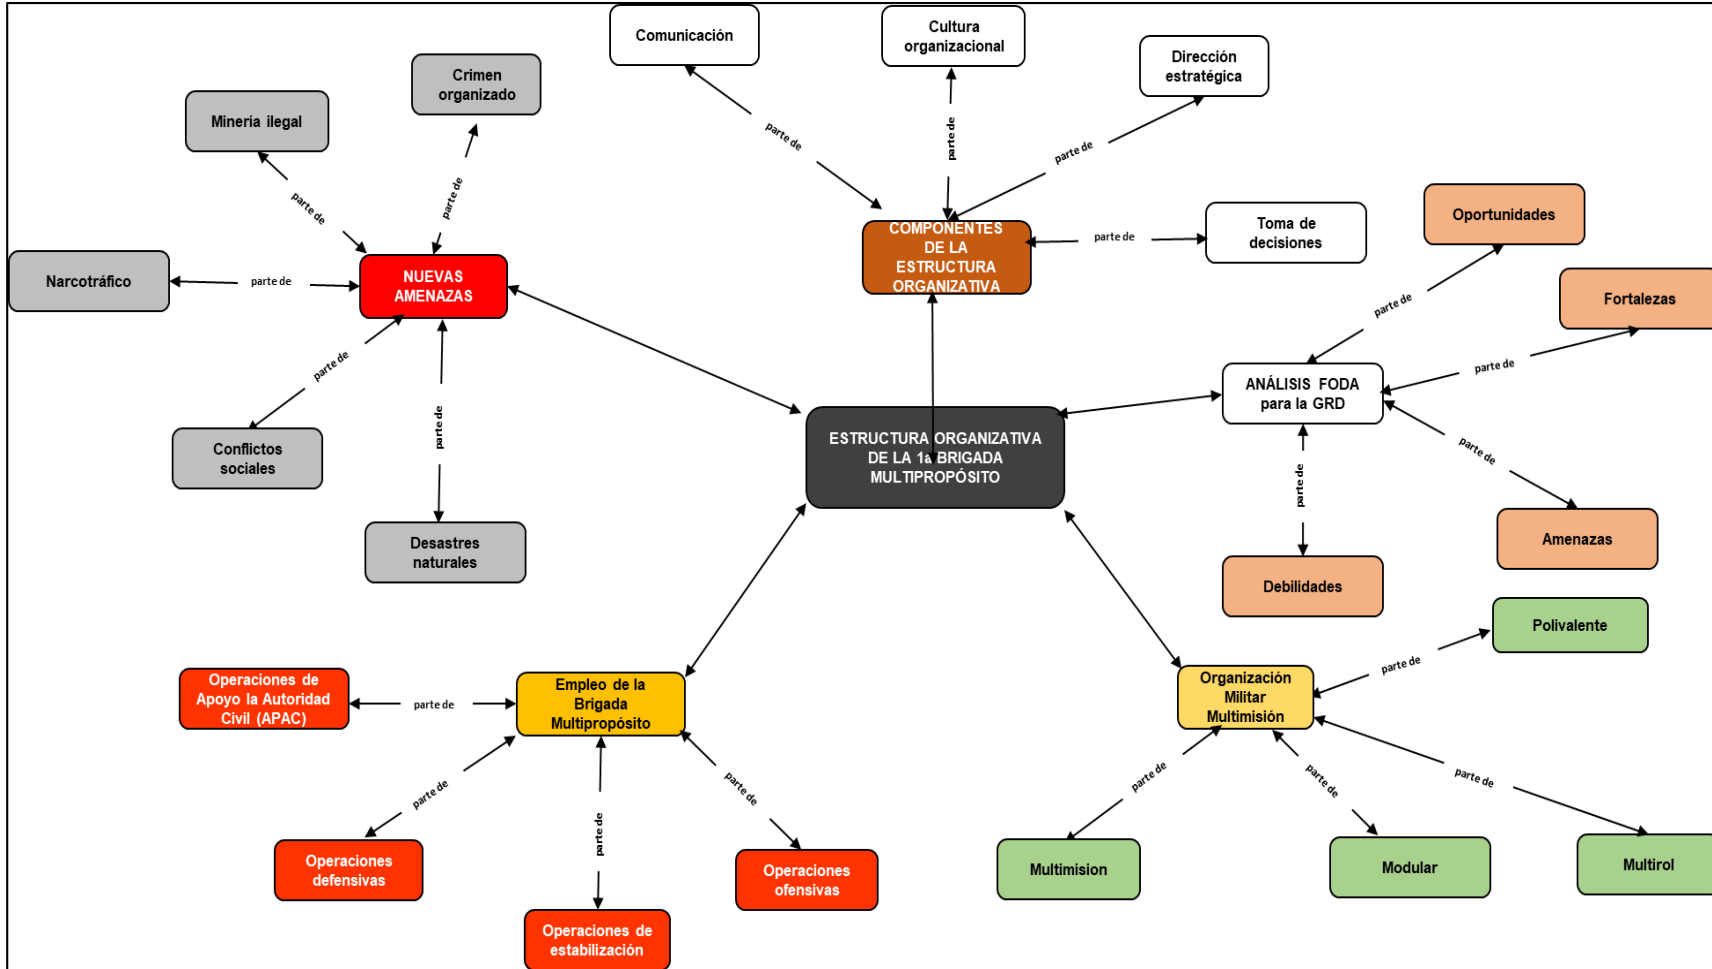 Comunicación
Cultura
organizacional
Dirección
estratégica
Crimen
organizado
Minería ilegal
parte de
parte de
parte de
parte de
parte de
parte de
Oportunidades
COMPONENTES
DE LA
ESTRUCTURA
ORGANIZATIVA
Toma de
decisiones
parte de
Narcotráfico
parte de
NUEVAS
AMENAZAS
Fortalezas
parte de
parte de
parte de
ANÁLISIS FODA
para la GRD
parte de
ESTRUCTURA ORGANIZATIVA
DE LA 1a BRIGADA
MULTIPROPÓSITO
Conflictos
sociales
parte de
parte de
Desastres
naturales
Amenazas
Debilidades
Polivalente
parte de
Operaciones de
Apoyo la Autoridad
Civil (APAC)
parte de
Empleo de la
Brigada
Multipropósito
Organización
Militar
Multimisión
parte de
parte de
parte de
parte de
parte de
parte de
Operaciones
defensivas
Operaciones
ofensivas
Multimision
Modular
Multirol
Operaciones de
estabilización